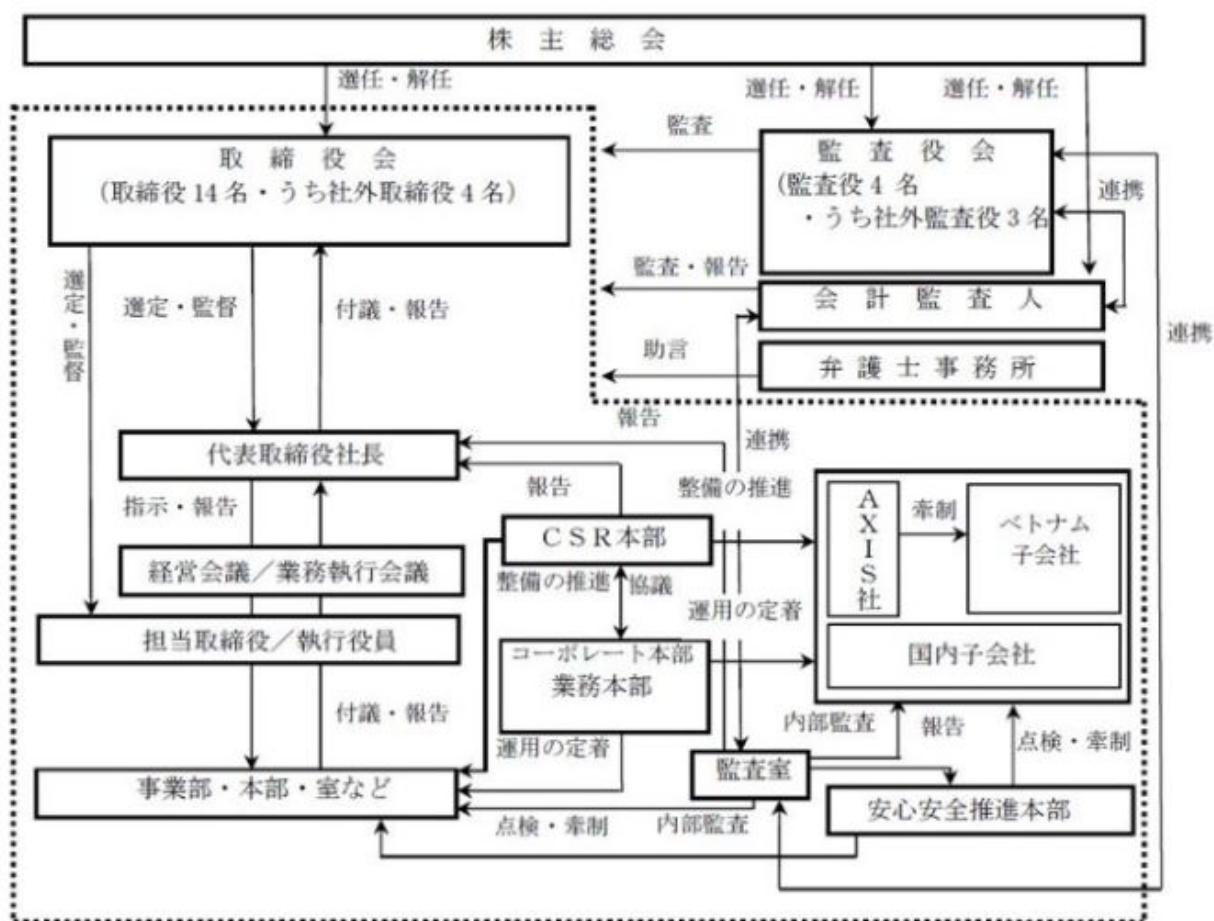 株主総会
選任・解任
選任・解任
選任・解任
監査
取締役会
(取締役14名・うち社外取締役4名)
監査役会
(監査役4名
・うち社外監査役3名
連携
選定・監督
選定・監督
付議・報告
監査・報告
会計監査人
連携
助言
弁護士事務所
報告
代表取締役社長
連携
報告
整備の推進
指示・報告
AXIS社
牽制
ベトナム
子会社
CSR本部
経営会議/業務執行会議
整備の推進
協議
運用の定着
担当取締役/執行役員
コーポレート本部
業務本部
国内子会社
付議・報告
運用の定着
内部監査
報告
点検・牽制
監査室
事業部・本部・室など
安心安全推進本部
点検・牽制
内部監査